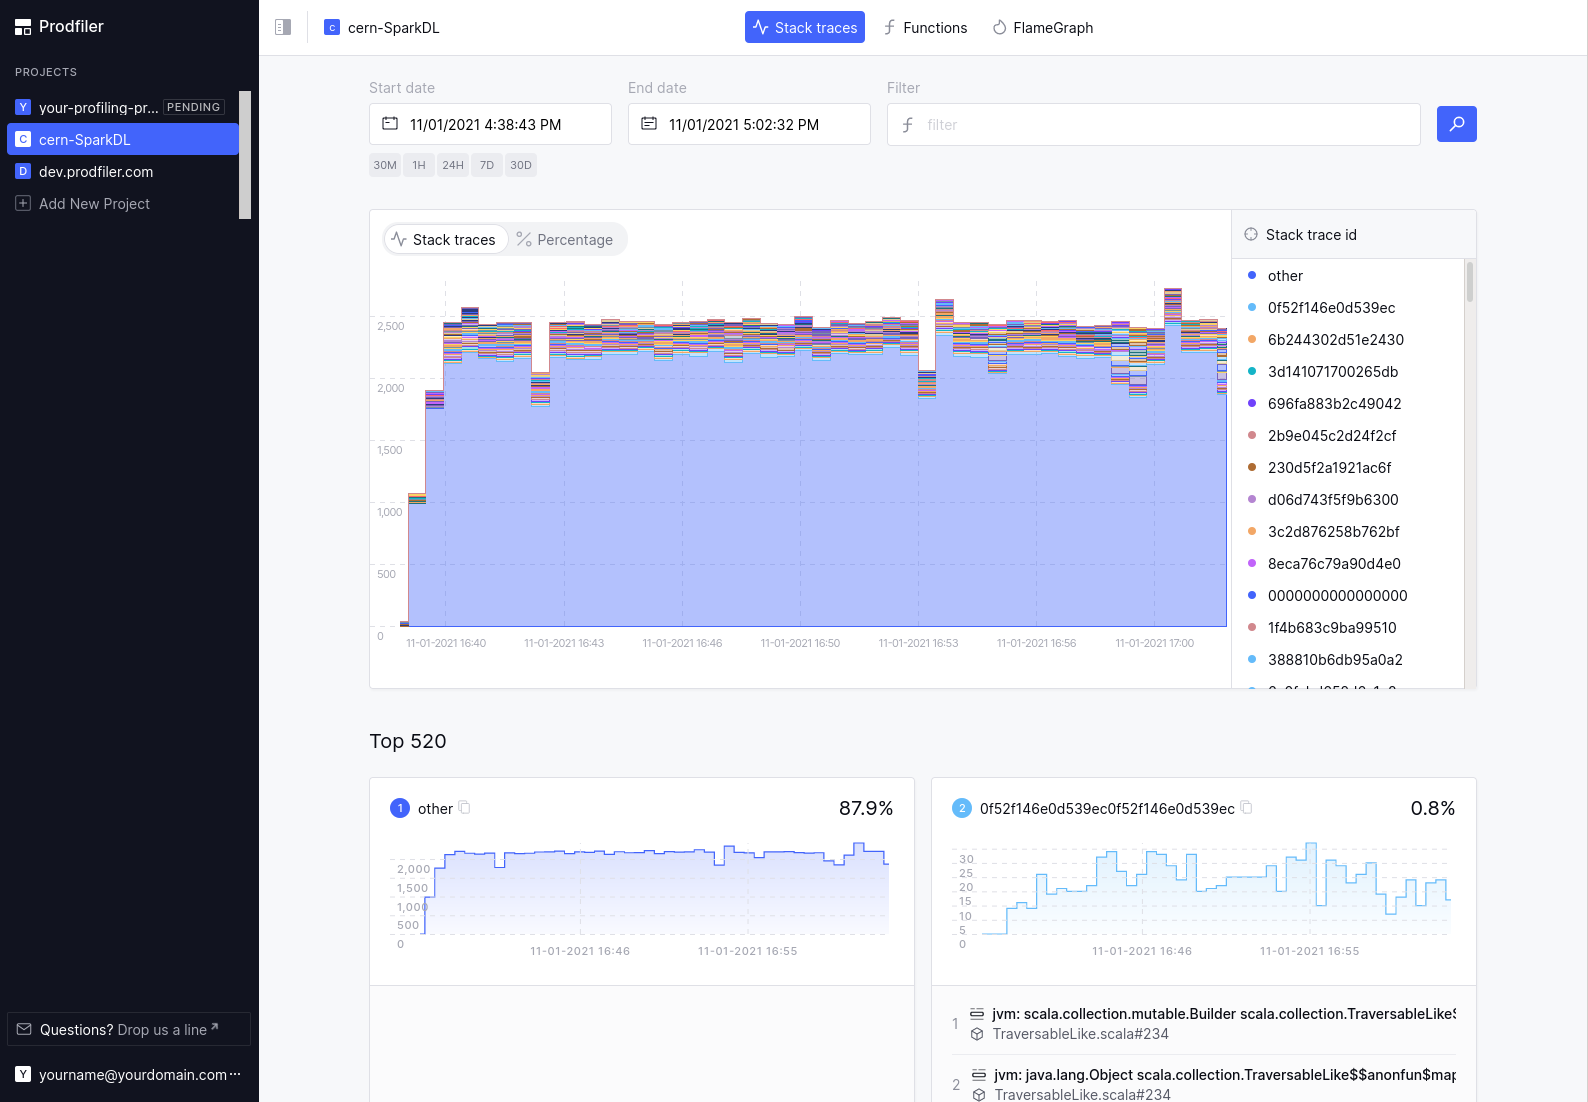 Prodfiler
PROJECTS
Y your-profiling-pr... PENDING
C cern-SparkDL
D dev.prodfiler.com
Add New Project
Questions? Drop us a line
Y yourname@yourdomain.com ...
C cern-SparkDL
Stack traces
Functions
FlameGraph
Start date
End date
Filter
11/01/2021 4:38:43 PM
11/01/2021 5:02:32 PM
filter
30M 1H 24H 7D 30D
Stack traces Percentage
2,500
2,000
1,500
1,000
500
0
11-01-2021 16:40 11-01-2021 16:43 11-01-2021 16:46 11-01-2021 16:50 11-01-2021 16:53 11-01-2021 16:56 11-01-2021 17:00
Stack trace id
other
0f52f146e0d539ec
6b244302d51e2430
3d141071700265db
696fa883b2c49042
2b9e045c2d24f2cf
230d5f2a1921ac6f
d06d743f5f9b6300
3c2d876258b762bf
8eca76c79a90d4e0
0000000000000000
1f4b683c9ba99510
388810b6db95a0a2
Top 520
1 other 87.9%
2,000
1,500
1,000
500
0
11-01-2021 16:46 11-01-2021 16:55
2 0f52f146e0d539ec0f52f146e0d539ec 0.8%
30
25
20
15
10
5
0
11-01-2021 16:46 11-01-2021 16:55
1 jvm: scala.collection.mutable.Builder scala.collection.TraversableLike$
TraversableLike.scala#234
2 jvm: java.lang.Object scala.collection.TraversableLike$$anonfun$map
TraversableLike.scala#234